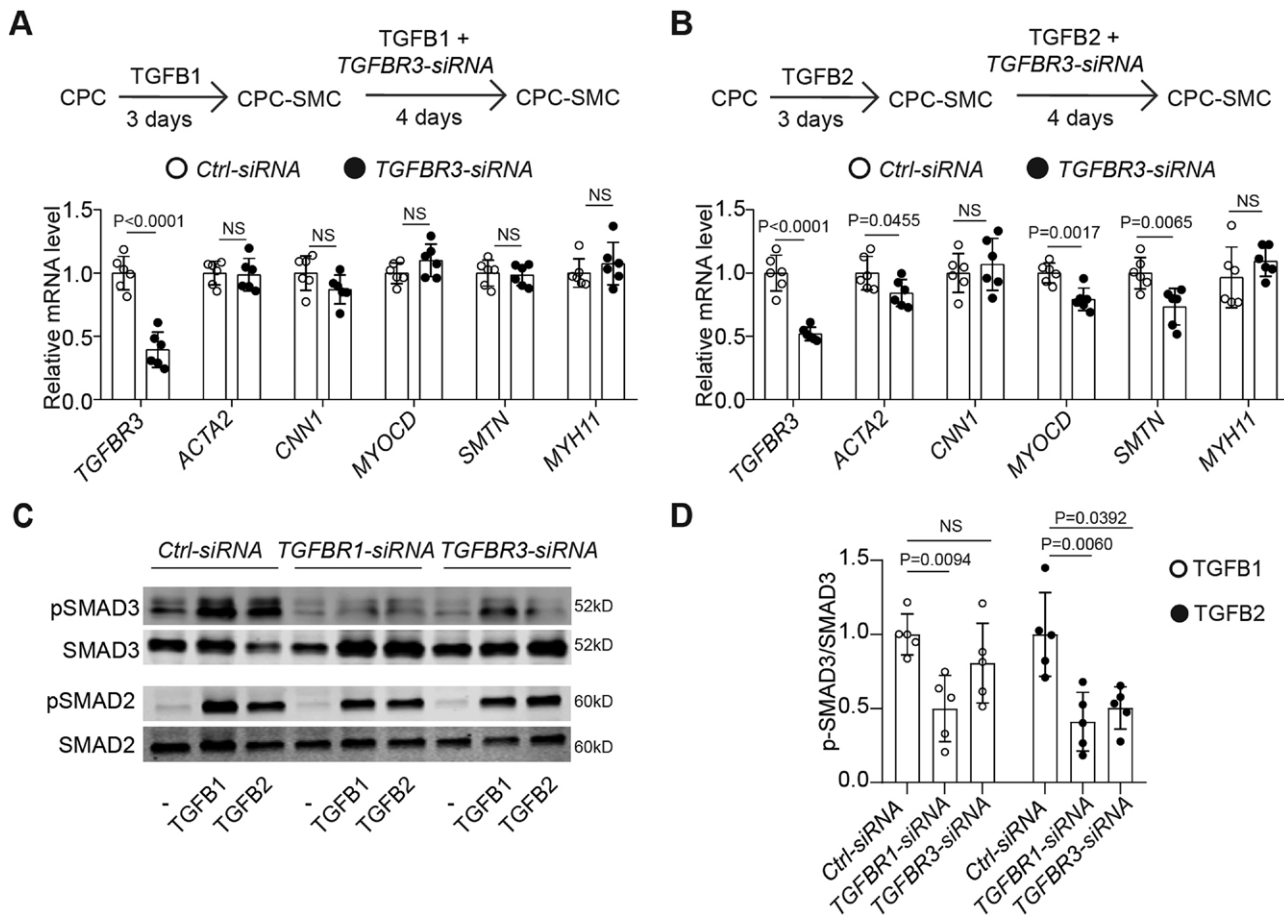 A
TGFB1
CPC
3 days
CPC-SMC
TGFB1 +
TGFBR3-siRNA
4 days
CPC-SMC
Ctrl-siRNA
TGFBR3-siRNA
Relative mRNA level
1.5
1.0
0.5
0.0
P<0.0001
NS
NS
NS
NS
NS
TGFBR3
ACTA2
CNN1
MYOCD
SMTN
MYH11
B
TGFB2
CPC
3 days
CPC-SMC
TGFB2 +
TGFBR3-siRNA
4 days
CPC-SMC
Ctrl-siRNA
TGFBR3-siRNA
Relative mRNA level
1.5
1.0
0.5
0.0
P<0.0001
P=0.0455
NS
P=0.0017
P=0.0065
NS
TGFBR3
ACTA2
CNN1
MYOCD
SMTN
MYH11
C
Ctrl-siRNA TGFBR1-siRNA TGFBR3-siRNA
pSMAD3 52kD
SMAD3 52kD
pSMAD2 60kD
SMAD2 60kD
- TGFB1 TGFB2 - TGFB1 TGFB2 - TGFB1 TGFB2
D
p-SMAD3/SMAD3
1.5
1.0
0.5
0.0
NS
P=0.0094
P=0.0392
P=0.0060
TGFB1
TGFB2
Ctrl-siRNA
TGFBR1-siRNA
TGFBR3-siRNA
Ctrl-siRNA
TGFBR1-siRNA
TGFBR3-siRNA